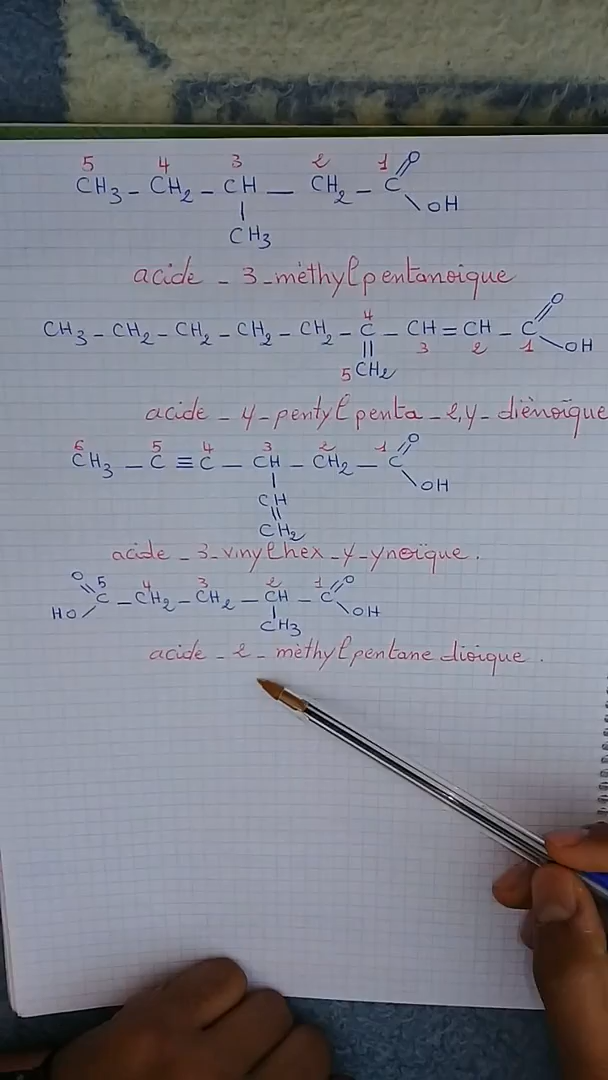 5 4 3 2 1 O
CH3 - CH2 - CH - CH2 - C
OH
CH3
acide - 3 - méthylpentanoique
4 O
CH3 - CH2 - CH2 - CH2 - CH2 - C - CH = CH - C
3 2 1 OH
5 CH2
acide - 4 - pentylpenta - 2,4 - diènoïque
6 5 4 3 2 1 O
CH3 - C ≡ C - CH - CH2 - C
OH
CH
CH2
acide - 3 - vinylhex - 4 - ynoïque .
O 5 4 3 2 1 O
C - CH2 - CH2 - CH - C
HO OH
CH3
acide - 2 - méthylpentane dioique .